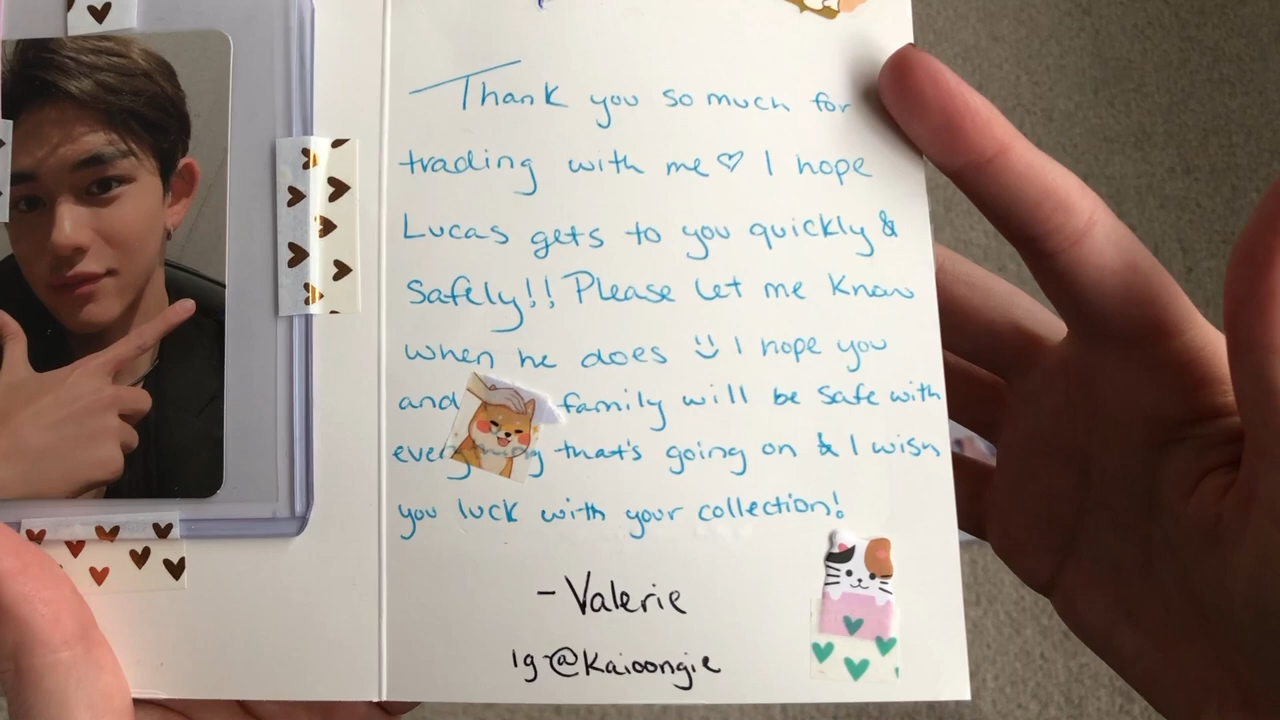 Thank you so much for
trading with me♡ I hope
Lucas gets to you quickly &
safely!! Please let me know
when he does I hope you
and family will be safe with
that's going on & I wish
you luck with your collection!
- Valerie
ig-@Kaioongie